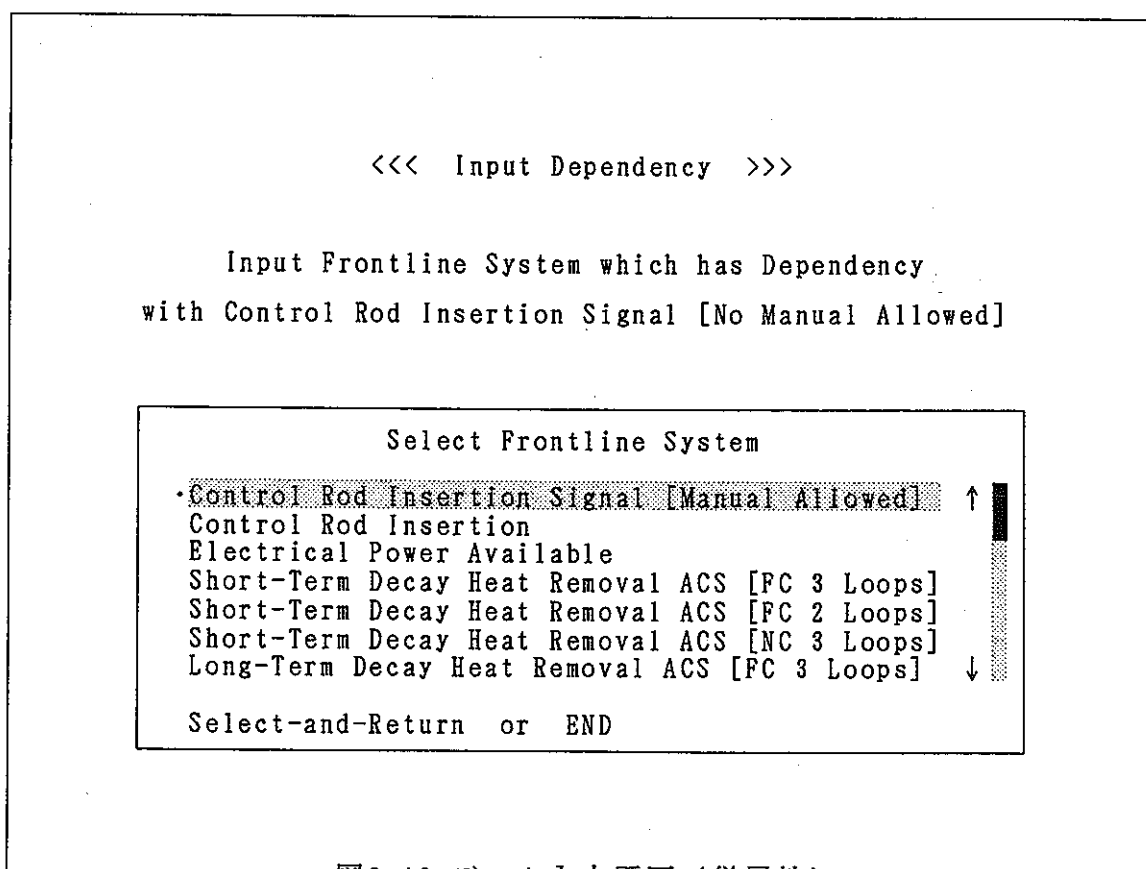 <<< Input Dependency >>>
Input Frontline System which has Dependency
with Control Rod Insertion Signal [No Manual Allowed]
Select Frontline System
·Control Rod Insertion Signal [Manual Allowed] ↑
Control Rod Insertion
Electrical Power Available
Short-Term Decay Heat Removal ACS [FC 3 Loops]
Short-Term Decay Heat Removal ACS [FC 2 Loops]
Short-Term Decay Heat Removal ACS [NC 3 Loops]
Long-Term Decay Heat Removal ACS [FC 3 Loops] ↓
Select-and-Return or END